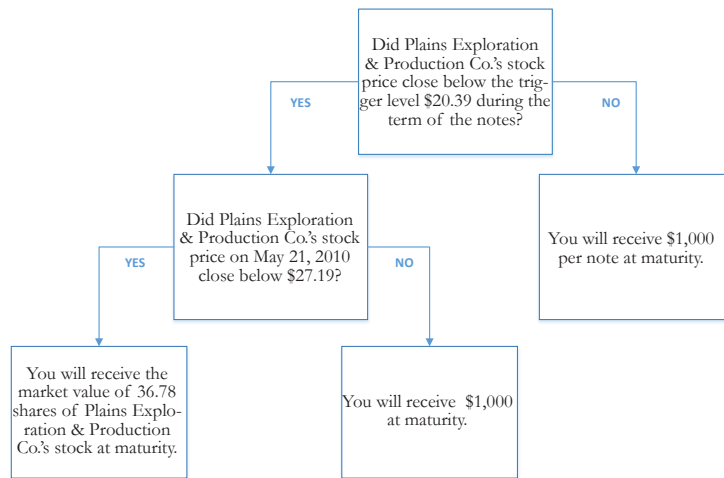 Did Plains Exploration
& Production Co.'s stock
price close below the trig-
ger level $20.39 during the
term of the notes?
YES
NO
Did Plains Exploration
& Production Co.'s stock
price on May 21, 2010
close below $27.19?
You will receive $1,000
per note at maturity.
YES
NO
You will receive the
market value of 36.78
shares of Plains Explo-
ration & Production
Co.'s stock at maturity.
You will receive $1,000
at maturity.